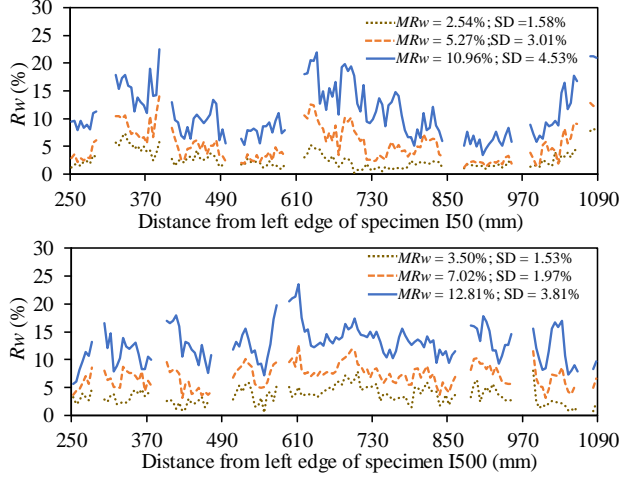 30
25
20
15
10
5
0
Rw (%)
MRw = 2.54%; SD =1.58%
MRw = 5.27%;SD = 3.01%
MRw = 10.96%; SD = 4.53%
250 370 490 610 730 850 970 1090
Distance from left edge of specimen I50 (mm)
30
25
20
15
10
5
0
Rw (%)
MRw = 3.50%; SD = 1.53%
MRw = 7.02%; SD = 1.97%
MRw = 12.81%; SD = 3.81%
250 370 490 610 730 850 970 1090
Distance from left edge of specimen I500 (mm)